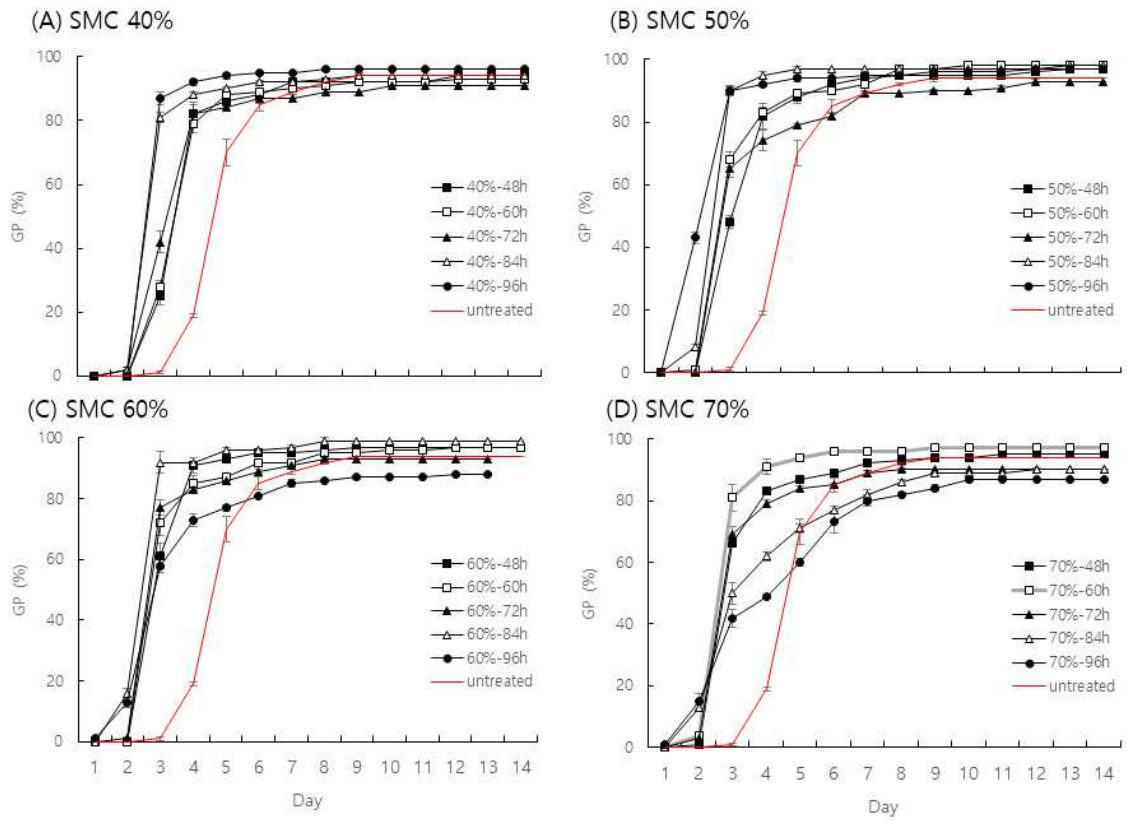 (A) SMC 40%
100
80
60
40
20
0
GP (%)
40%-48h
40%-60h
40%-72h
40%-84h
40%-96h
untreated
(B) SMC 50%
100
80
60
40
20
0
GP (%)
50%-48h
50%-60h
50%-72h
50%-84h
50%-96h
untreated
(C) SMC 60%
100
80
60
40
20
0
GP (%)
60%-48h
60%-60h
60%-72h
60%-84h
60%-96h
untreated
1 2 3 4 5 6 7 8 9 10 11 12 13 14
Day
(D) SMC 70%
100
80
60
40
20
0
GP (%)
70%-48h
70%-60h
70%-72h
70%-84h
70%-96h
untreated
1 2 3 4 5 6 7 8 9 10 11 12 13 14
Day